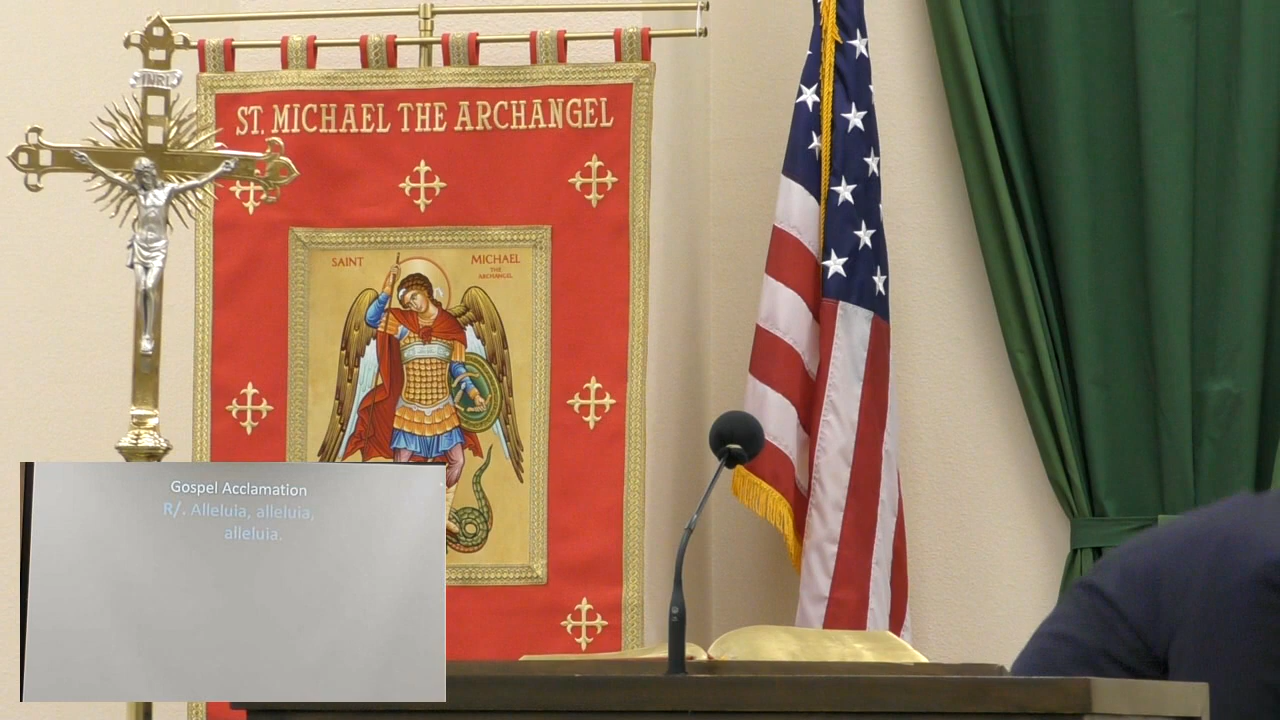 INRI
ST. MICHAEL THE ARCHANGEL
SAINT
MICHAEL
THE
ARCHANGEL
Gospel Acclamation
R/. Alleluia, alleluia,
alleluia.